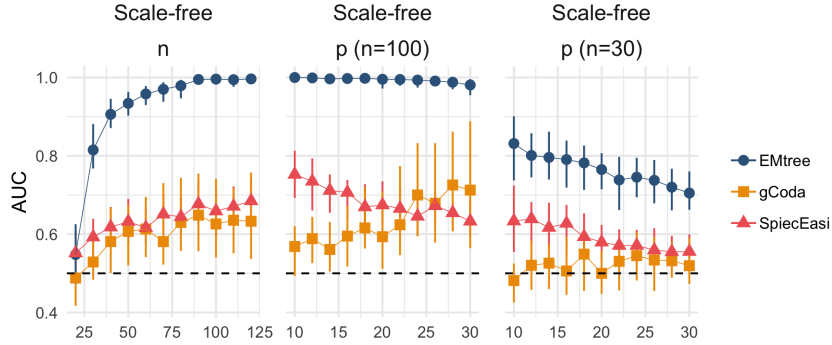 Scale-free Scale-free Scale-free
n p (n=100) p (n=30)
AUC
1.0
0.8
0.6
0.4
25 50 75 100 125 10 15 20 25 30 10 15 20 25 30
EMtree
gCoda
SpiecEasi